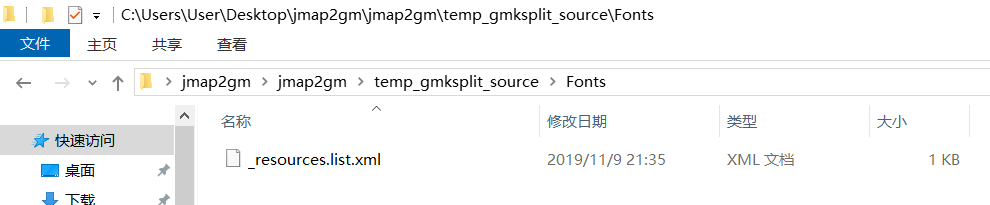 C:\Users\User\Desktop\jmap2gm\jmap2gm\temp_gmksplit_source\Fonts
文件 主页 共享 查看
jmap2gm jmap2gm temp_gmksplit_source Fonts
名称 修改日期 类型 大小
快速访问
_resources.list.xml 2019/11/9 21:35 XML 文档 1 KB
桌面
下载